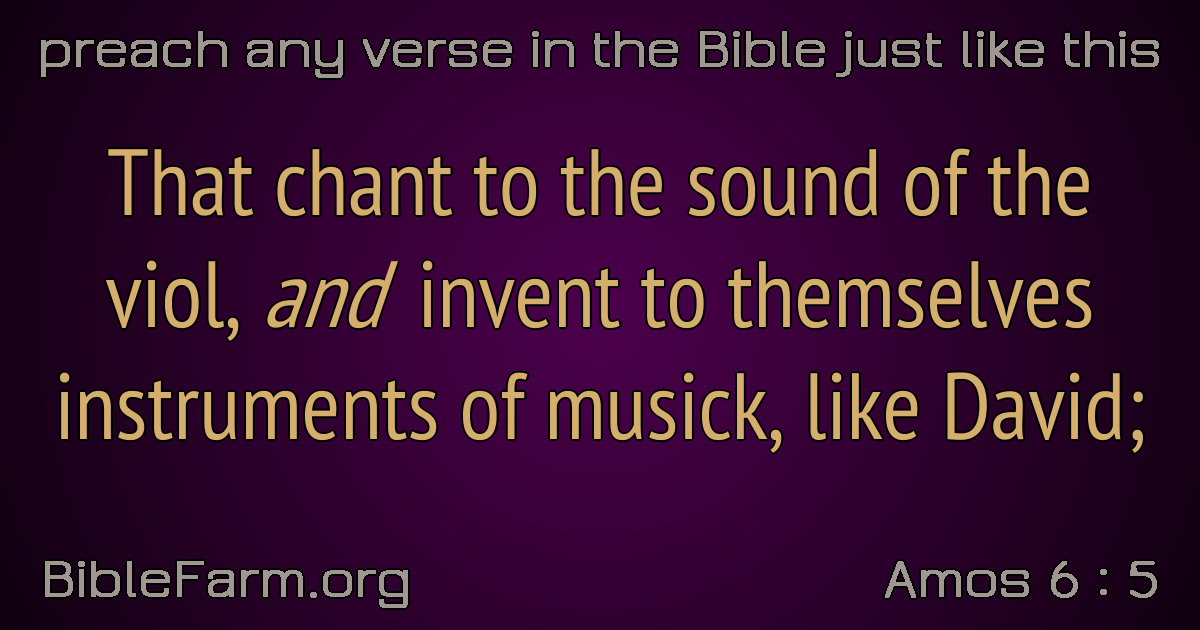 preach any verse in the Bible just like this
That chant to the sound of the
viol, and invent to themselves
instruments of musick, like David;
BibleFarm.org
Amos 6 : 5